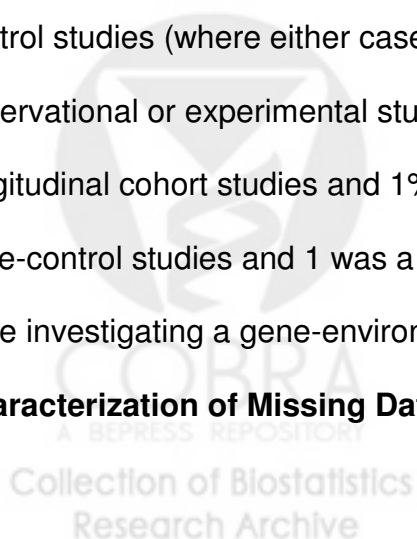 trol studies (where either case
ervational or experimental stu
gitudinal cohort studies and 1%
e-control studies and 1 was a
e investigating a gene-environ
COBRA
aracterization of Missing Dat
A BEPRESS REPOSITORY
Collection of Biostatistics
Research Archive